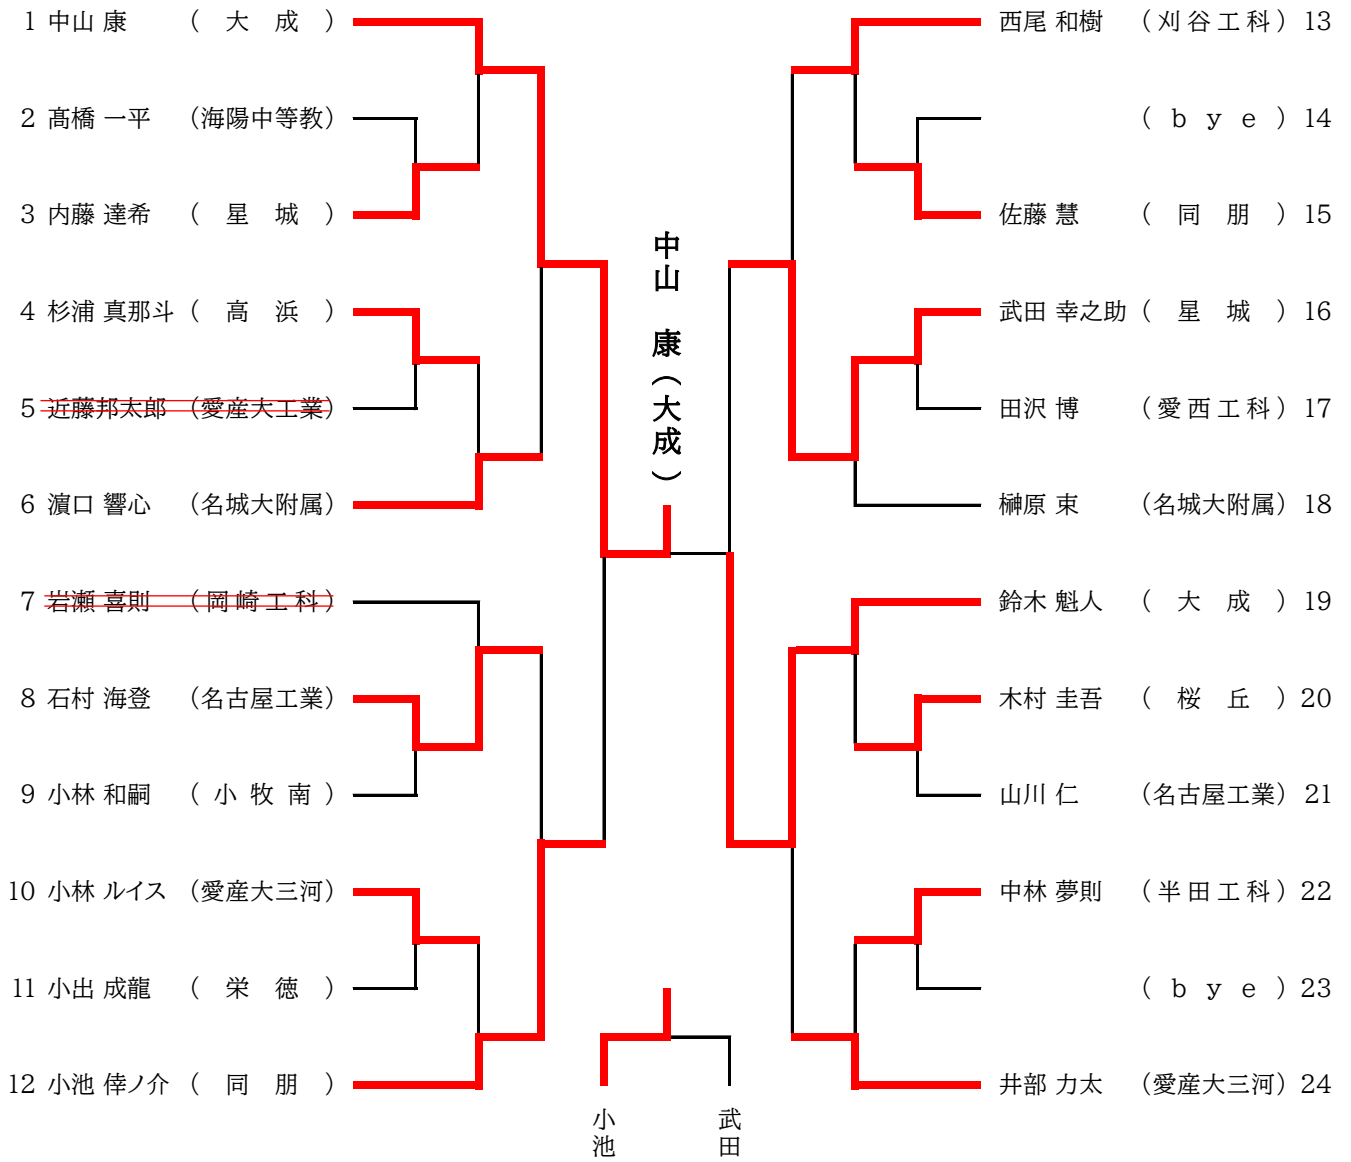 1 中山 康 （ 大 成 ）
2 髙橋 一平 （海陽中等教）
3 内藤 達希 （ 星 城 ）
4 杉浦 真那斗 （ 高 浜 ）
5 近藤邦太郎 （愛産大工業）
6 濵口 響心 （名城大附属）
7 岩瀬 喜則 （岡崎工科）
8 石村 海登 （名古屋工業）
9 小林 和嗣 （小牧南）
10 小林 ルイス （愛産大三河）
11 小出 成龍 （ 栄 徳 ）
12 小池 倖ノ介 （ 同 朋 ）
中山 康（大成）
小池
武田
西尾 和樹 （刈谷工科） 13
（ｂｙｅ） 14
佐藤 慧 （ 同 朋 ） 15
武田 幸之助 （ 星 城 ） 16
田沢 博 （愛西工科） 17
榊原 束 （名城大附属） 18
鈴木 魁人 （ 大 成 ） 19
木村 圭吾 （ 桜 丘 ） 20
山川 仁 （名古屋工業） 21
中林 夢則 （半田工科） 22
（ｂｙｅ） 23
井部 力太 （愛産大三河） 24